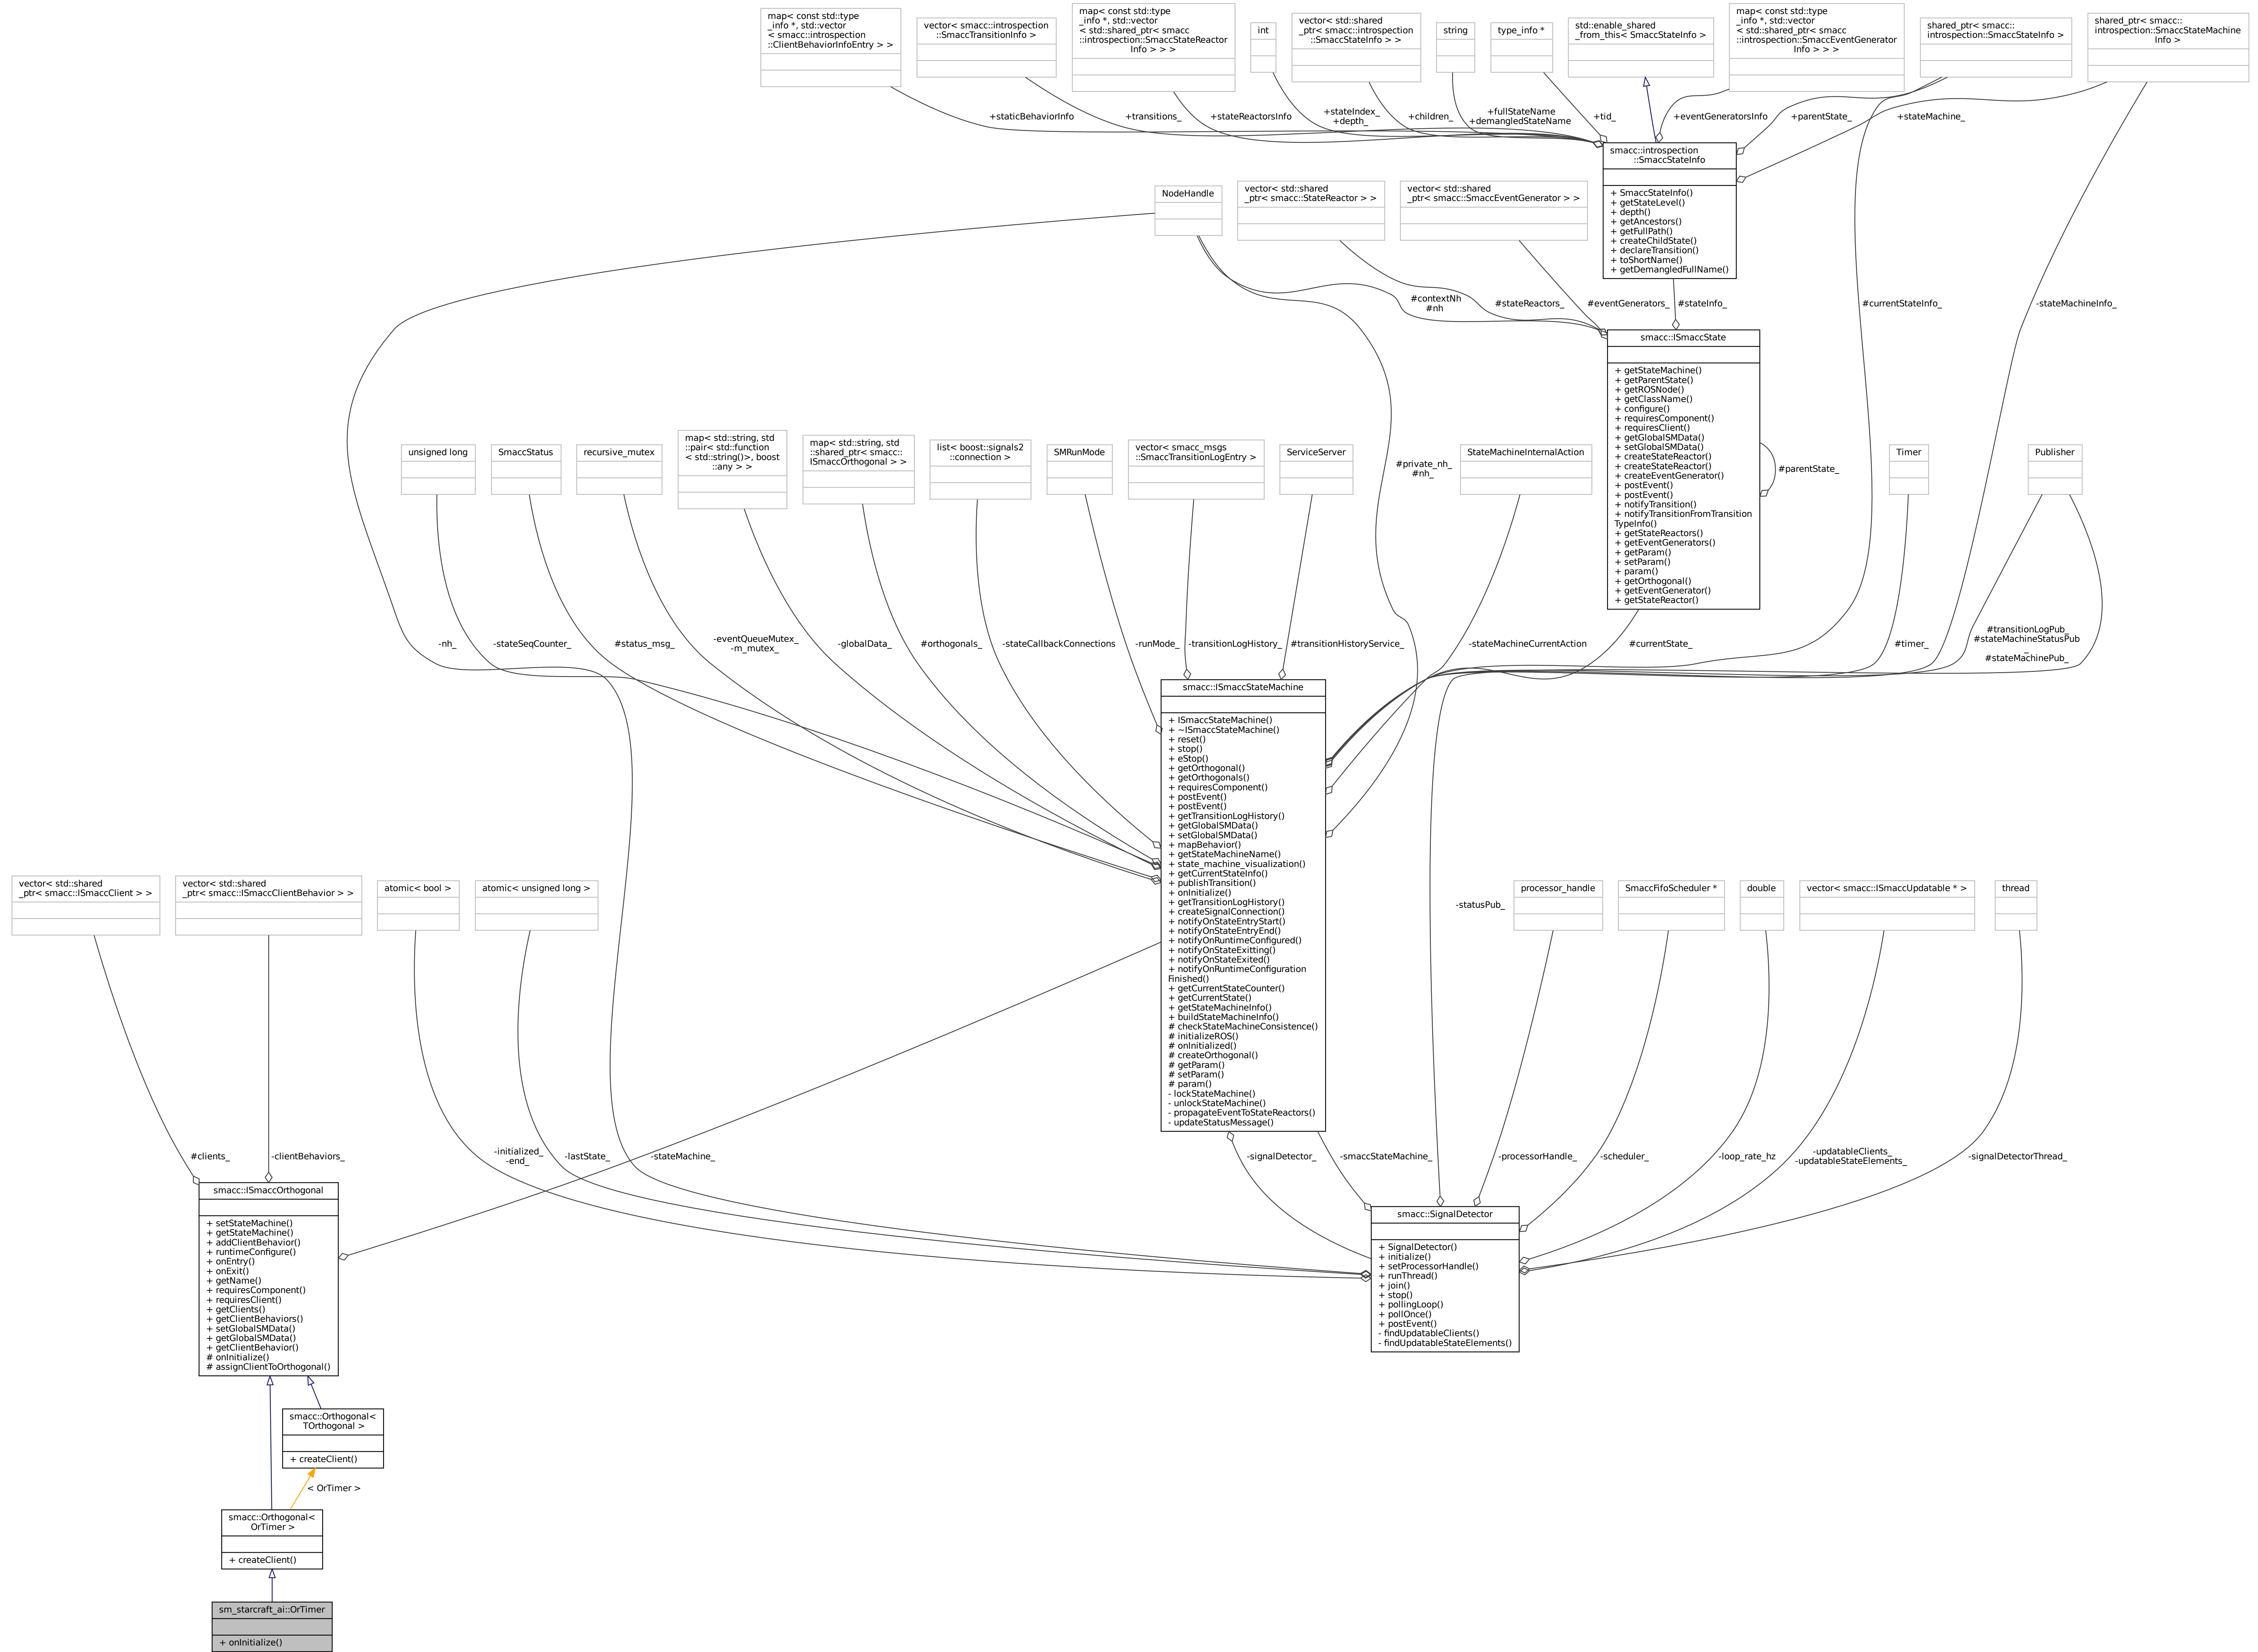 map< const std::type
_info *, std::vector
< smacc::introspection
::ClientBehaviorInfoEntry > >
vector< smacc::introspection
::SmaccTransitionInfo >
map< const std::type
_info *, std::vector
< std::shared_ptr< smacc
::introspection::SmaccStateReactor
Info > > >
int
vector< std::shared
_ptr< smacc::introspection
::SmaccStateInfo > >
string
type_info *
std::enable_shared
_from_this< SmaccStateInfo >
map< const std::type
_info *, std::vector
< std::shared_ptr< smacc
::introspection::SmaccEventGenerator
Info > > >
shared_ptr< smacc::
introspection::SmaccStateInfo >
shared_ptr< smacc::
introspection::SmaccStateMachine
Info >
+staticBehaviorInfo
+transitions_
+stateReactorsInfo
+stateIndex_
+depth_
+children_
+fullStateName
+demangledStateName
+tid_
+eventGeneratorsInfo
+parentState_
+stateMachine_
smacc::introspection
::SmaccStateInfo
+ SmaccStateInfo()
+ getStateLevel()
+ depth()
+ getAncestors()
+ getFullPath()
+ createChildState()
+ declareTransition()
+ toShortName()
+ getDemangledFullName()
NodeHandle
vector< std::shared
_ptr< smacc::StateReactor > >
vector< std::shared
_ptr< smacc::SmaccEventGenerator > >
#contextNh
#nh
#stateReactors_
#eventGenerators_
#stateInfo_
#currentStateInfo_
-stateMachineInfo_
smacc::ISmaccState
+ getStateMachine()
+ getParentState()
+ getROSNode()
+ getClassName()
+ configure()
+ requiresComponent()
+ requiresClient()
+ getGlobalSMData()
+ setGlobalSMData()
+ createStateReactor()
+ createStateReactor()
+ createEventGenerator()
+ postEvent()
+ postEvent()
+ notifyTransition()
+ notifyTransitionFromTransition
TypeInfo()
+ getStateReactors()
+ getEventGenerators()
+ getParam()
+ setParam()
+ param()
+ getOrthogonal()
+ getEventGenerator()
+ getStateReactor()
#parentState_
unsigned long
SmaccStatus
recursive_mutex
map< std::string, std
::pair< std::function
< std::string()>, boost
::any > >
map< std::string, std
::shared_ptr< smacc::
ISmaccOrthogonal > >
list< boost::signals2
::connection >
SMRunMode
vector< smacc_msgs
::SmaccTransitionLogEntry >
ServiceServer
#private_nh_
#nh_
StateMachineInternalAction
Timer
Publisher
-nh_
-stateSeqCounter_
#status_msg_
-eventQueueMutex_
-m_mutex_
-globalData_
#orthogonals_
-stateCallbackConnections
-runMode_
-transitionLogHistory_
#transitionHistoryService_
-stateMachineCurrentAction
#currentState_
#timer_
#transitionLogPub_
#stateMachineStatusPub
_
#stateMachinePub_
smacc::ISmaccStateMachine
+ ISmaccStateMachine()
+ ~ISmaccStateMachine()
+ reset()
+ stop()
+ eStop()
+ getOrthogonal()
+ getOrthogonals()
+ requiresComponent()
+ postEvent()
+ postEvent()
+ getTransitionLogHistory()
+ getGlobalSMData()
+ setGlobalSMData()
+ mapBehavior()
+ getStateMachineName()
+ state_machine_visualization()
+ getCurrentStateInfo()
+ publishTransition()
+ onInitialize()
+ getTransitionLogHistory()
+ createSignalConnection()
+ notifyOnStateEntryStart()
+ notifyOnStateEntryEnd()
+ notifyOnRuntimeConfigured()
+ notifyOnStateExitting()
+ notifyOnStateExited()
+ notifyOnRuntimeConfiguration
Finished()
+ getCurrentStateCounter()
+ getCurrentState()
+ getStateMachineInfo()
+ buildStateMachineInfo()
# checkStateMachineConsistence()
# initializeROS()
# onInitialized()
# createOrthogonal()
# getParam()
# setParam()
# param()
- lockStateMachine()
- unlockStateMachine()
- propagateEventToStateReactors()
- updateStatusMessage()
vector< std::shared
_ptr< smacc::ISmaccClient > >
vector< std::shared
_ptr< smacc::ISmaccClientBehavior > >
atomic< bool >
atomic< unsigned long >
-statusPub_
processor_handle
SmaccFifoScheduler *
double
vector< smacc::ISmaccUpdatable * >
thread
#clients_
-clientBehaviors_
-initialized_
-end_
-lastState_
-stateMachine_
-signalDetector_
-smaccStateMachine_
-processorHandle_
-scheduler_
-loop_rate_hz
-updatableClients_
-updatableStateElements_
-signalDetectorThread_
smacc::ISmaccOrthogonal
+ setStateMachine()
+ getStateMachine()
+ addClientBehavior()
+ runtimeConfigure()
+ onEntry()
+ onExit()
+ getName()
+ requiresComponent()
+ requiresClient()
+ getClients()
+ getClientBehaviors()
+ setGlobalSMData()
+ getGlobalSMData()
+ getClientBehavior()
# onInitialize()
# assignClientToOrthogonal()
smacc::SignalDetector
+ SignalDetector()
+ initialize()
+ setProcessorHandle()
+ runThread()
+ join()
+ stop()
+ pollingLoop()
+ pollOnce()
+ postEvent()
- findUpdatableClients()
- findUpdatableStateElements()
smacc::Orthogonal<
TOrthogonal >
+ createClient()
< OrTimer >
smacc::Orthogonal<
OrTimer >
+ createClient()
sm_starcraft_ai::OrTimer
+ onInitialize()